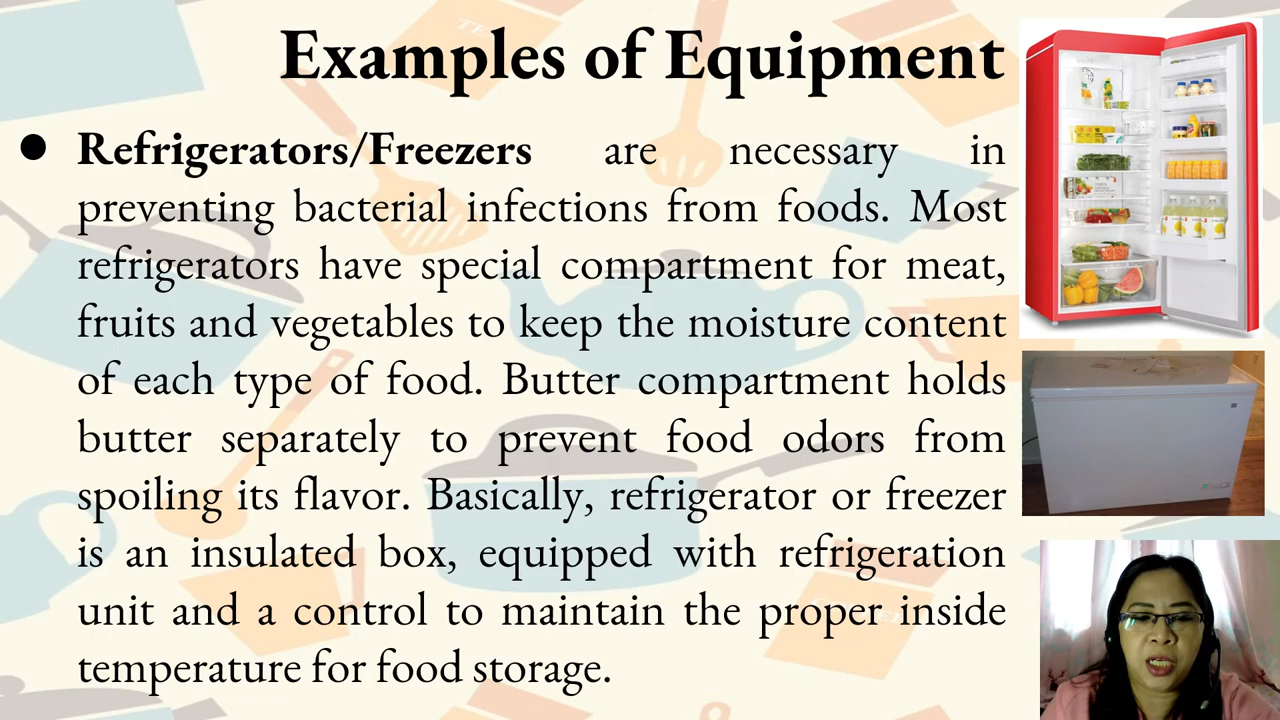 Examples of Equipment
● Refrigerators/Freezers are necessary in
preventing bacterial infections from foods. Most
refrigerators have special compartment for meat,
fruits and vegetables to keep the moisture content
of each type of food. Butter compartment holds
butter separately to prevent food odors from
spoiling its flavor. Basically, refrigerator or freezer
is an insulated box, equipped with refrigeration
unit and a control to maintain the proper inside
temperature for food storage.